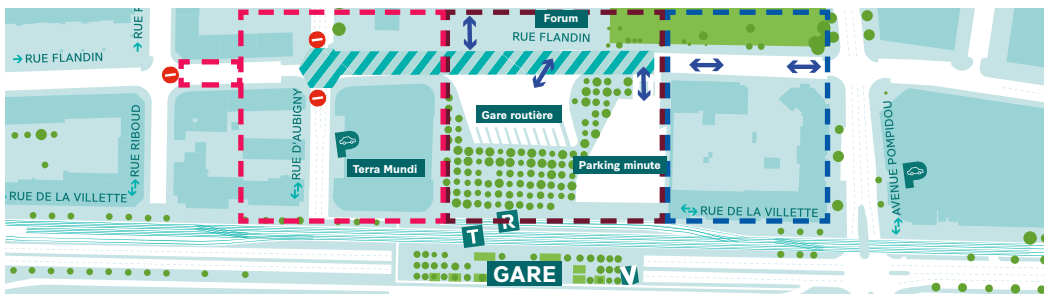 Forum
RUE FLANDIN
→ RUE FLANDIN
RUE RIBOUD
RUE D'AUBIGNY
P
Terra Mundi
Gare routière
Parking minute
AVENUE POMPIDOU
P
RUE DE LA VILLETTE
RUE DE LA VILLETTE
T
R
GARE
V